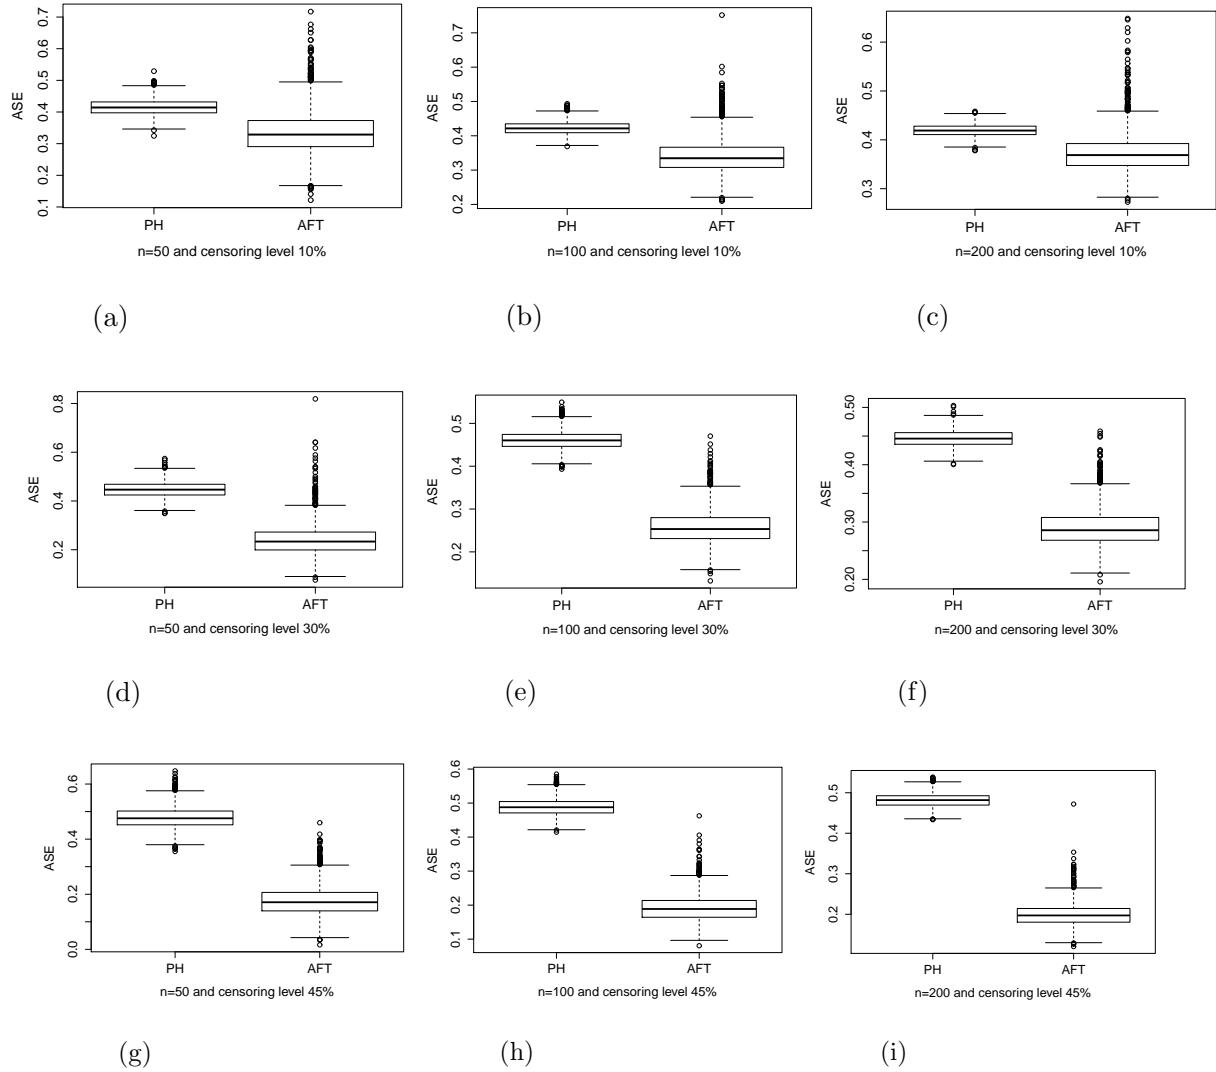 0.1 0.2 0.3 0.4 0.5 0.6 0.7
ASE
PH AFT
n=50 and censoring level 10%
(a)
0.2 0.3 0.4 0.5 0.6 0.7
ASE
PH AFT
n=100 and censoring level 10%
(b)
0.3 0.4 0.5 0.6
ASE
PH AFT
n=200 and censoring level 10%
(c)
0.2 0.4 0.6 0.8
ASE
PH AFT
n=50 and censoring level 30%
(d)
0.2 0.3 0.4 0.5
ASE
PH AFT
n=100 and censoring level 30%
(e)
0.20 0.30 0.40 0.50
ASE
PH AFT
n=200 and censoring level 30%
(f)
0.0 0.2 0.4 0.6
ASE
PH AFT
n=50 and censoring level 45%
(g)
0.1 0.2 0.3 0.4 0.5 0.6
ASE
PH AFT
n=100 and censoring level 45%
(h)
0.2 0.3 0.4 0.5
ASE
PH AFT
n=200 and censoring level 45%
(i)